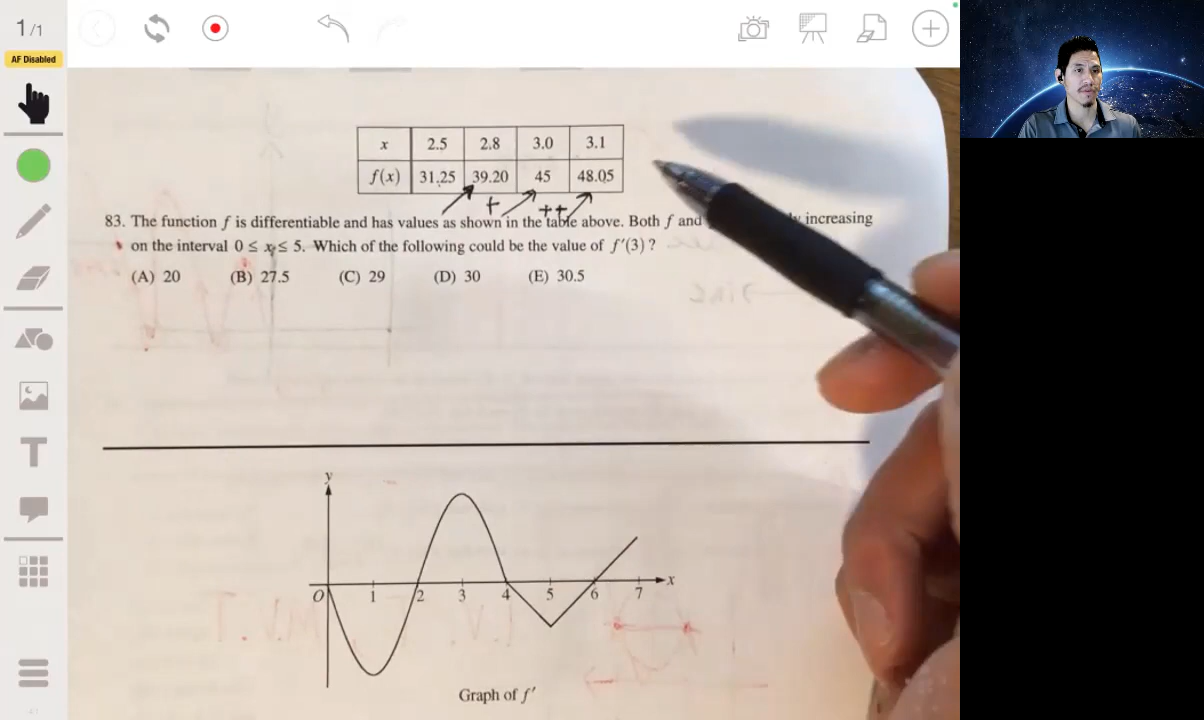 1/1
AF Disabled
x 2.5 2.8 3.0 3.1
f(x) 31.25 39.20 45 48.05
+ ++
83. The function f is differentiable and has values as shown in the table above. Both f and increasing
on the interval 0 ≤ x ≤ 5. Which of the following could be the value of f′(3)?
(A) 20 (B) 27.5 (C) 29 (D) 30 (E) 30.5
y
O 1 2 3 4 5 6 7 x
Graph of f′
T